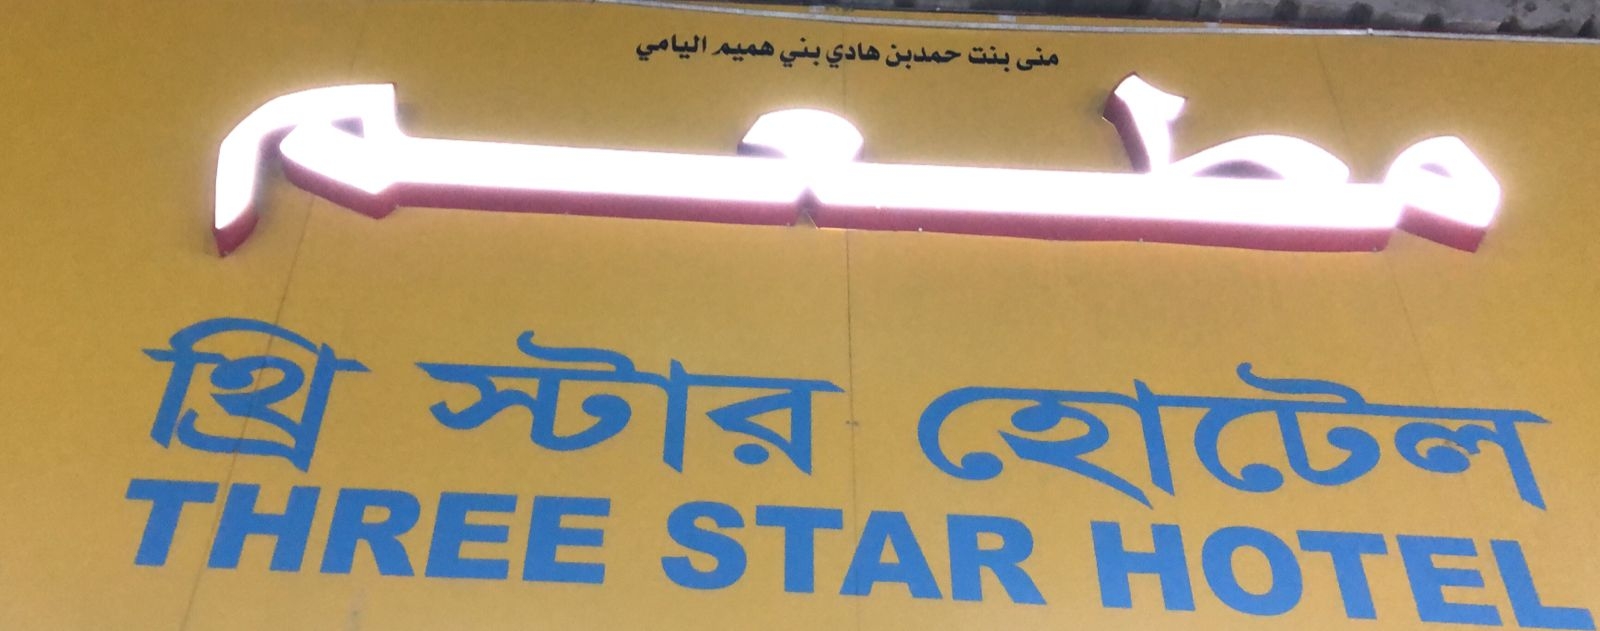 منى بنت حمدبن هادي بني هميم اليامي
مطعم
থ্রি স্টার হোটেল
THREE STAR HOTEL